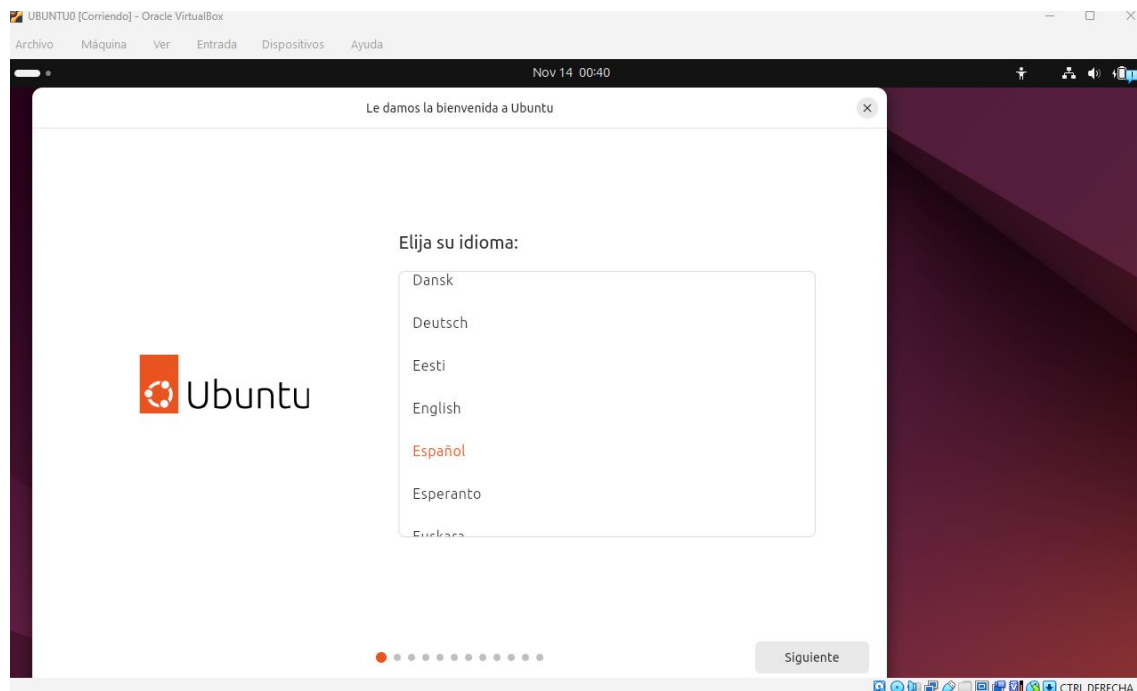 UBUNTU0 [Corriendo] - Oracle VirtualBox
Archivo Máquina Ver Entrada Dispositivos Ayuda
Nov 14 00:40
Le damos la bienvenida a Ubuntu
Elija su idioma:
Dansk
Deutsch
Eesti
English
Español
Esperanto
Euskara
Ubuntu
Siguiente
CTRL DERECHA